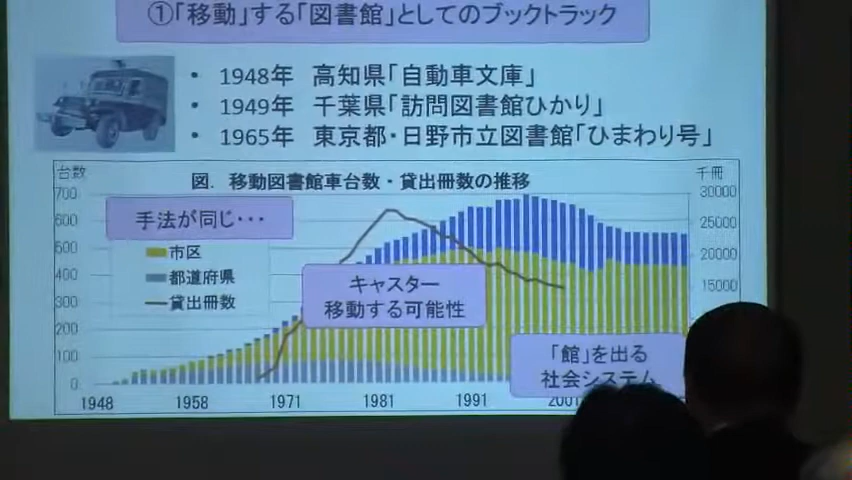 ①「移動」する「図書館」としてのブックトラック
• 1948年 高知県「自動車文庫」
• 1949年 千葉県「訪問図書館ひかり」
• 1965年 東京都・日野市立図書館「ひまわり号」
台数
千冊
図. 移動図書館車台数・貸出冊数の推移
手法が同じ・・・
市区
都道府県
貸出冊数
キャスター
移動する可能性
「館」を出る
社会システム
700
600
500
400
300
200
100
0
30000
25000
20000
15000
1948 1958 1971 1981 1991 2001